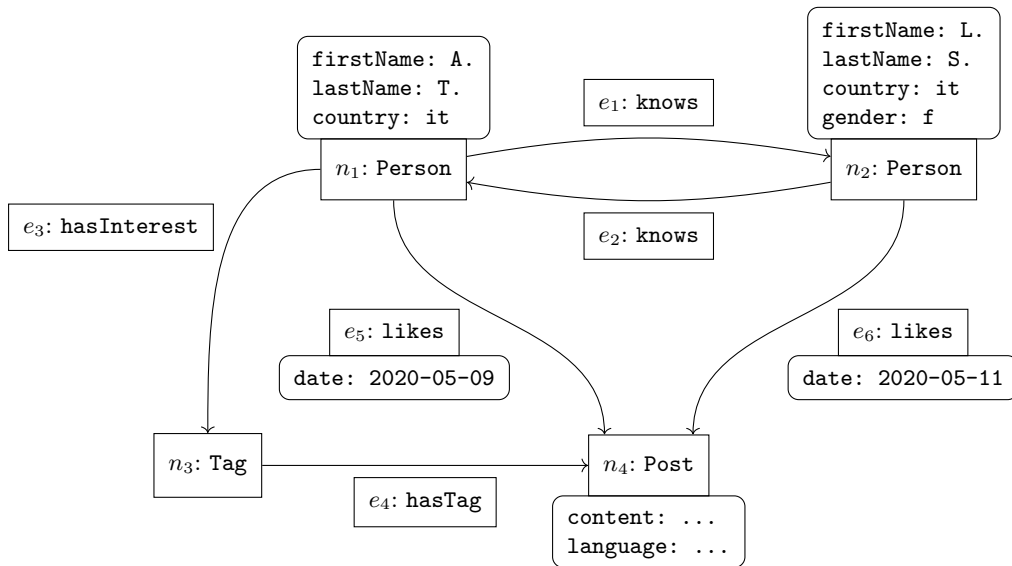 firstName: A.
lastName: T.
country: it
n₁: Person
e₁: knows
firstName: L.
lastName: S.
country: it
gender: f
n₂: Person
e₂: knows
e₃: hasInterest
e₅: likes
date: 2020-05-09
e₆: likes
date: 2020-05-11
n₃: Tag
e₄: hasTag
n₄: Post
content: ...
language: ...